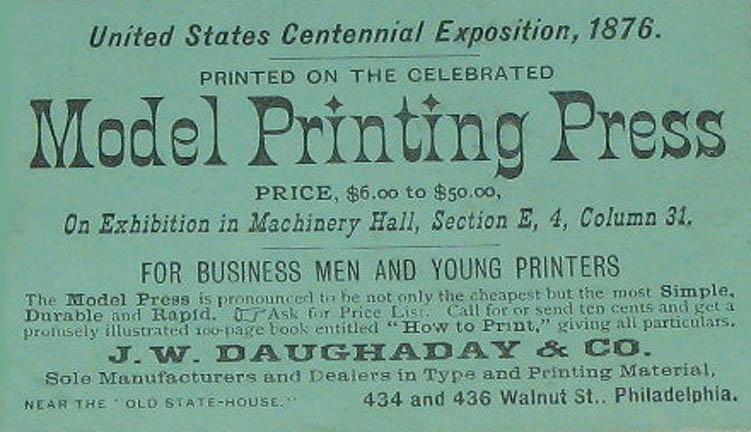 United States Centennial Exposition, 1876.
PRINTED ON THE CELEBRATED
Model Printing Press
PRICE, $6.00 to $50.00,
On Exhibition in Machinery Hall, Section E, 4, Column 31.
FOR BUSINESS MEN AND YOUNG PRINTERS
The Model Press is pronounced to be not only the cheapest but the most Simple,
Durable and Rapid. ☞Ask for Price List. Call for or send ten cents and get a
profusely illustrated 100-page book entitled "How to Print," giving all particulars.
J. W. DAUGHADAY & CO.
Sole Manufacturers and Dealers in Type and Printing Material,
NEAR THE "OLD STATE-HOUSE." 434 and 436 Walnut St., Philadelphia.